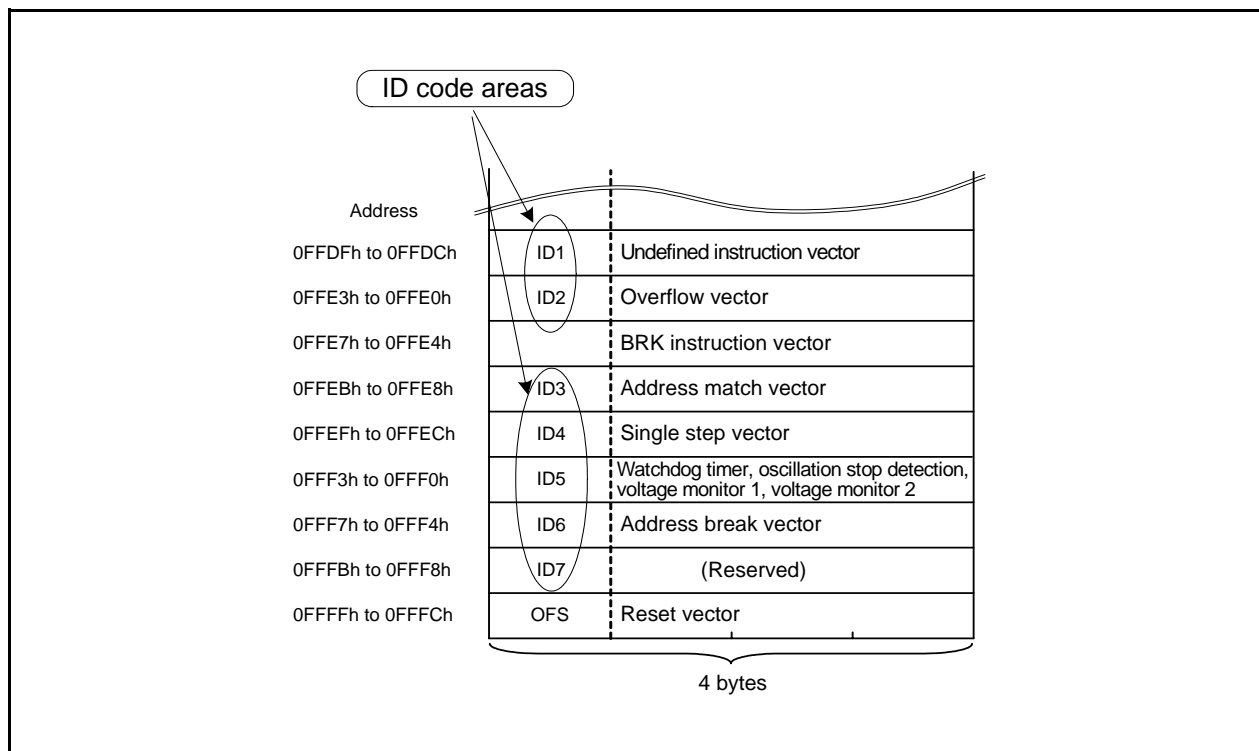 ID code areas
Address
0FFDFh to 0FFDCh ID1 Undefined instruction vector
0FFE3h to 0FFE0h ID2 Overflow vector
0FFE7h to 0FFE4h BRK instruction vector
0FFEBh to 0FFE8h ID3 Address match vector
0FFEFh to 0FFECh ID4 Single step vector
0FFF3h to 0FFF0h ID5 Watchdog timer, oscillation stop detection,
voltage monitor 1, voltage monitor 2
0FFF7h to 0FFF4h ID6 Address break vector
0FFFBh to 0FFF8h ID7 (Reserved)
0FFFFh to 0FFFCh OFS Reset vector
4 bytes